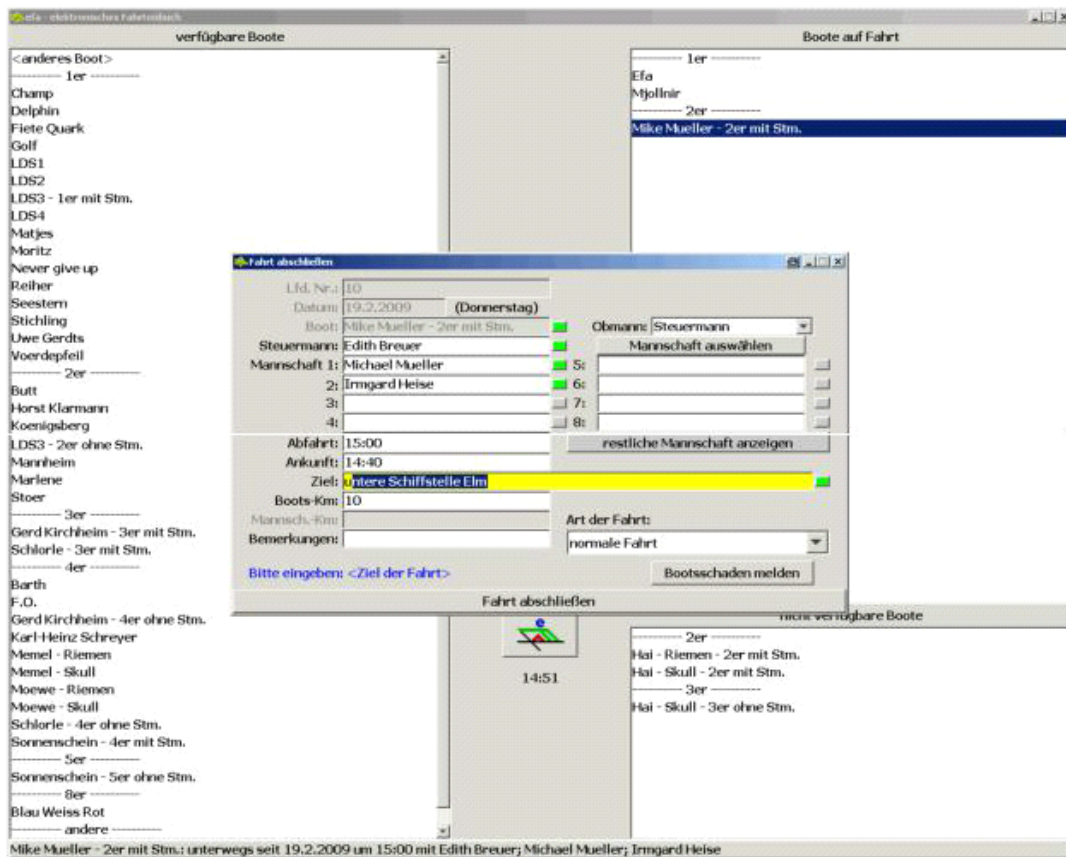 efa - elektronisches Fahrtenbuch
verfügbare Boote
<anderes Boot>
---------- 1er ----------
Champ
Delphin
Fiete Quark
Golf
LDS1
LDS2
LDS3 - 1er mit Stm.
LDS4
Matjes
Moritz
Never give up
Reiher
Seestern
Stichling
Uwe Gerdts
Voerdepfeil
---------- 2er ----------
Butt
Horst Klarmann
Koenigsberg
LDS3 - 2er ohne Stm.
Mannheim
Marlene
Stoer
---------- 3er ----------
Gerd Kirchheim - 3er mit Stm.
Schlorle - 3er mit Stm.
---------- 4er ----------
Barth
F.O.
Gerd Kirchheim - 4er ohne Stm.
Karl-Heinz Schreyer
Memel - Riemen
Memel - Skull
Moewe - Riemen
Moewe - Skull
Schlorle - 4er ohne Stm.
Sonnenschein - 4er mit Stm.
---------- 5er ----------
Sonnenschein - 5er ohne Stm.
---------- 8er ----------
Blau Weiss Rot
---------- andere ----------
Boote auf Fahrt
---------- 1er ----------
Efa
Mjollnir
---------- 2er ----------
Mike Mueller - 2er mit Stm.
Fahrt abschließen
Lfd. Nr.: 10
Datum: 19.2.2009 (Donnerstag)
Boot: Mike Mueller - 2er mit Stm. Obmann: Steuermann
Steuermann: Edith Breuer Mannschaft auswählen
Mannschaft 1: Michael Mueller 5:
2: Irmgard Heise 6:
3: 7:
4: 8:
Abfahrt: 15:00 restliche Mannschaft anzeigen
Ankunft: 14:40
Ziel: untere Schiffstelle Elm
Boots-Km: 10
Mannsch.-Km: Art der Fahrt:
Bemerkungen: normale Fahrt
Bitte eingeben: <Ziel der Fahrt> Bootsschaden melden
Fahrt abschließen
e
14:51
nicht verfügbare Boote
---------- 2er ----------
Hai - Riemen - 2er mit Stm.
Hai - Skull - 2er mit Stm.
---------- 3er ----------
Hai - Skull - 3er ohne Stm.
Mike Mueller - 2er mit Stm.: unterwegs seit 19.2.2009 um 15:00 mit Edith Breuer; Michael Mueller; Irmgard Heise